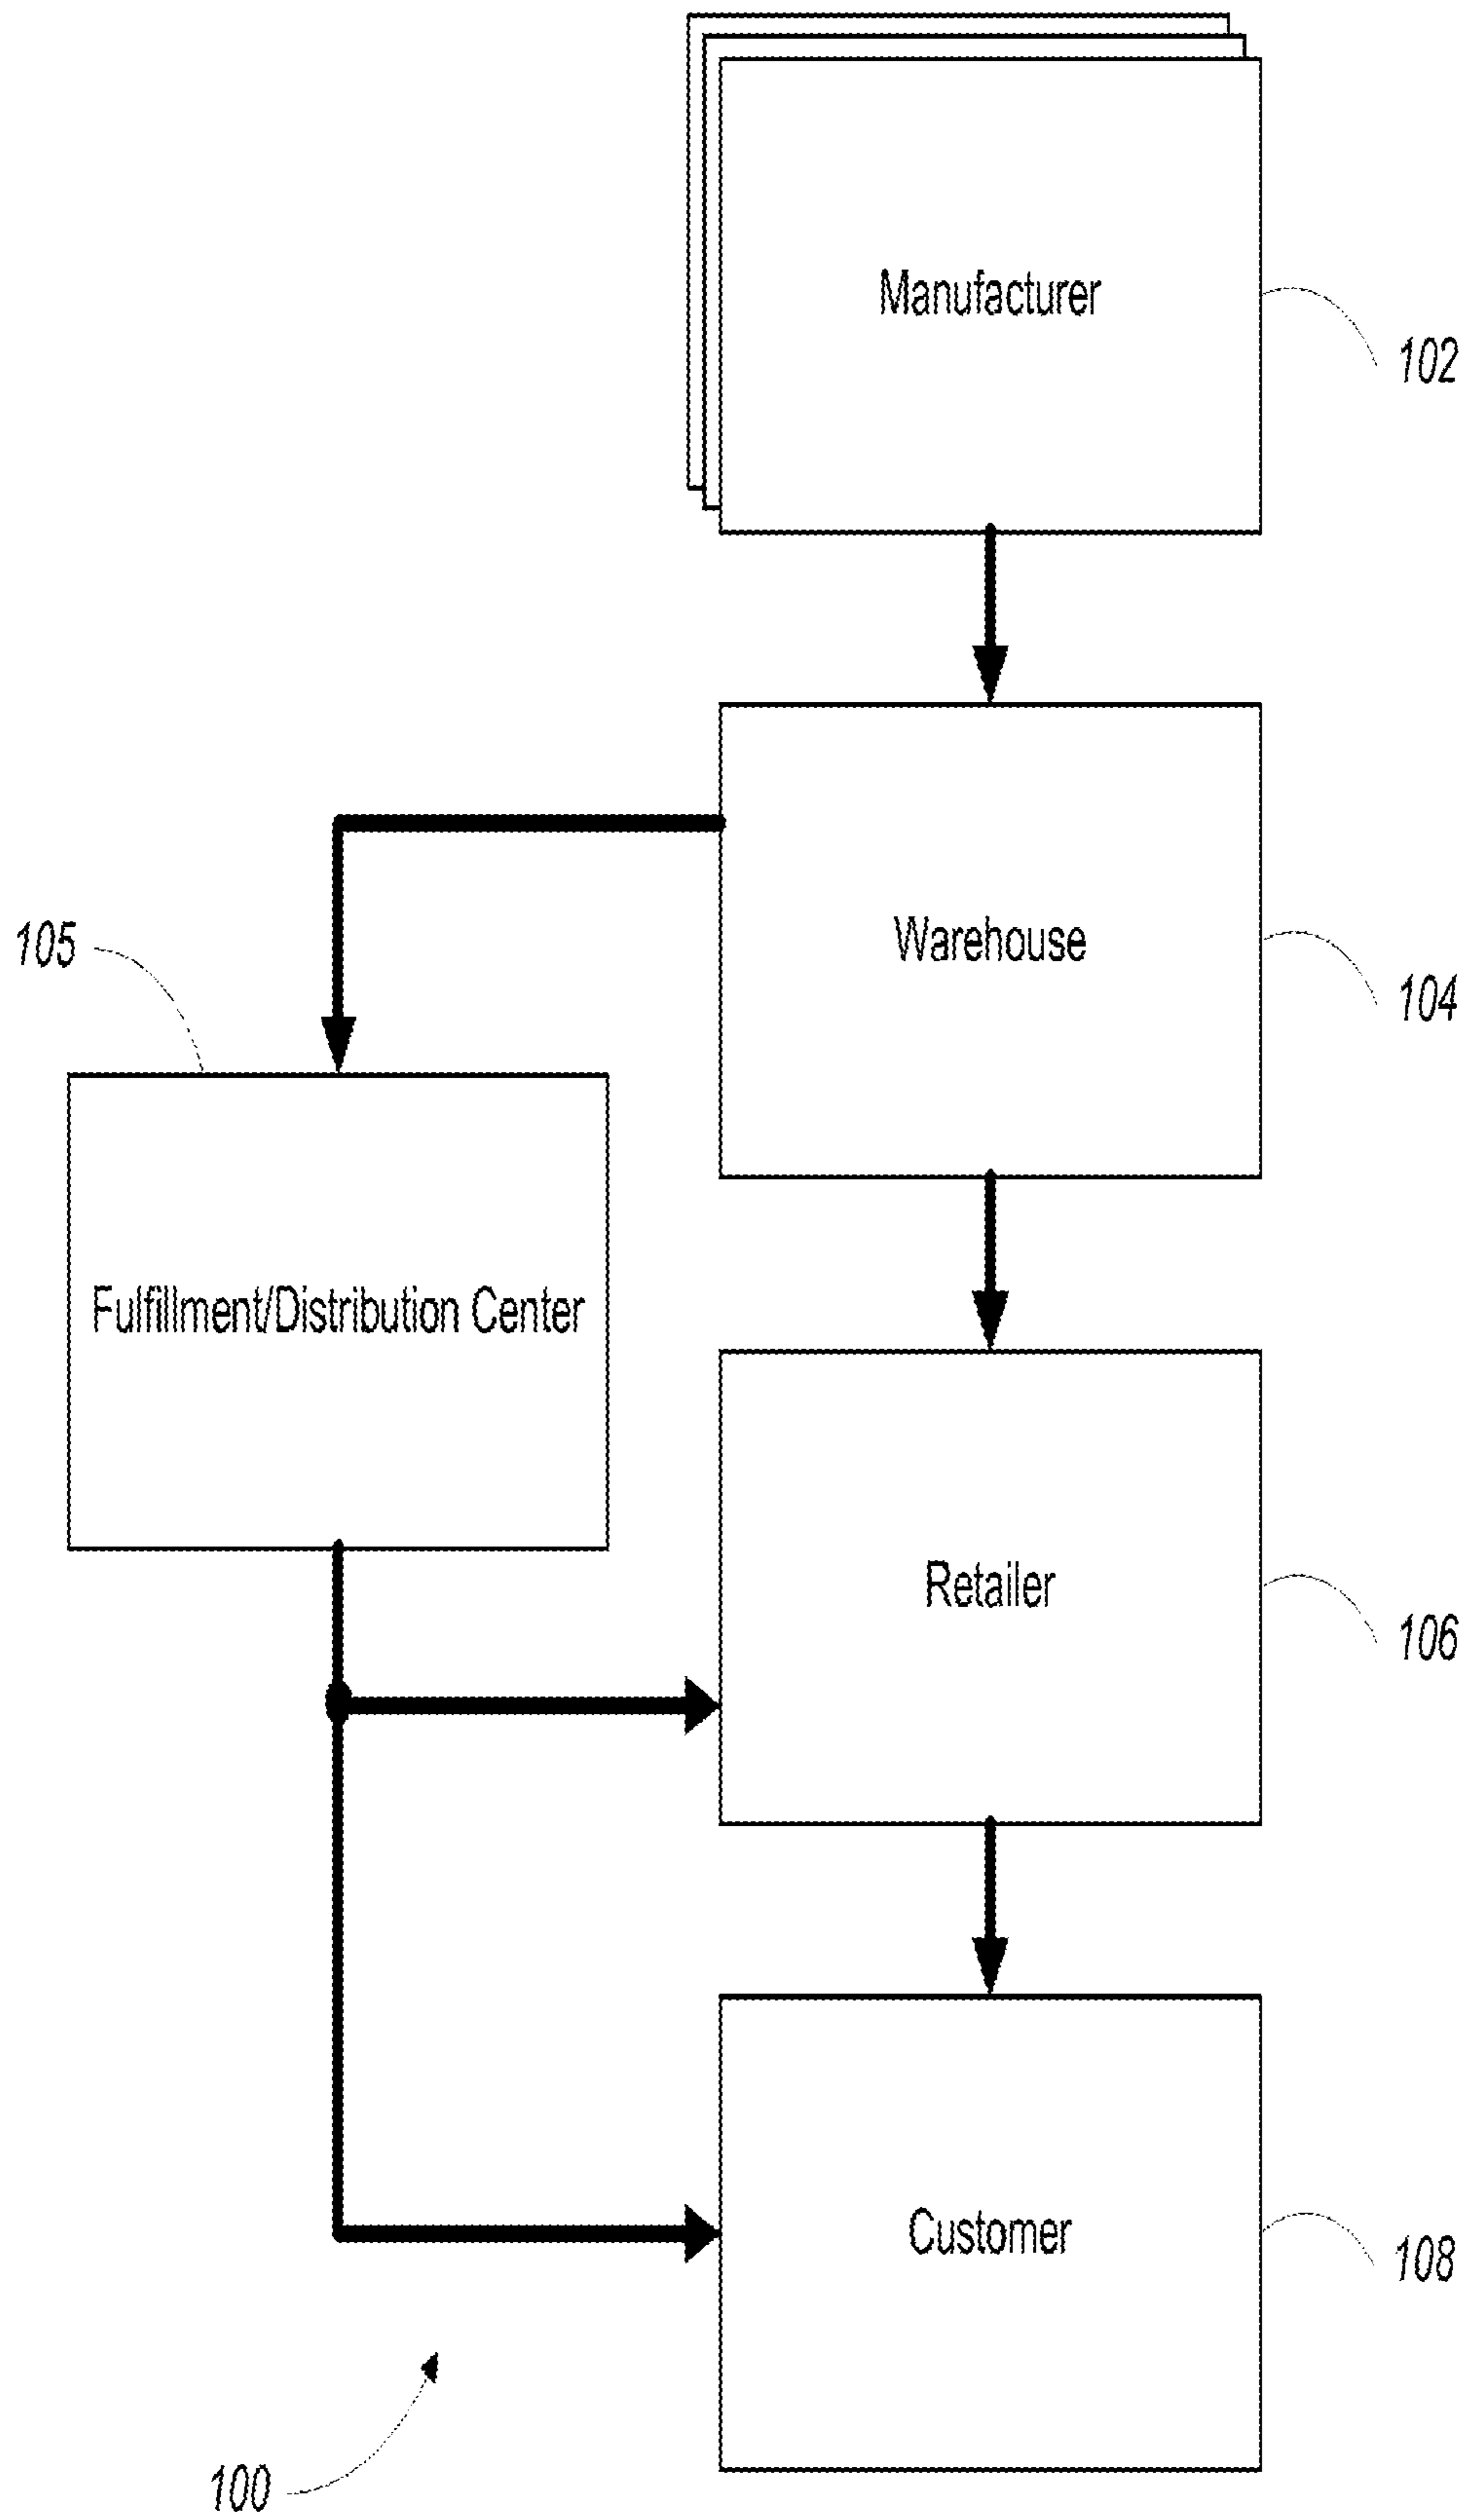 Manufacturer
102
Warehouse
105
104
Fulfillment/Distribution Center
Retailer
106
Customer
108
100